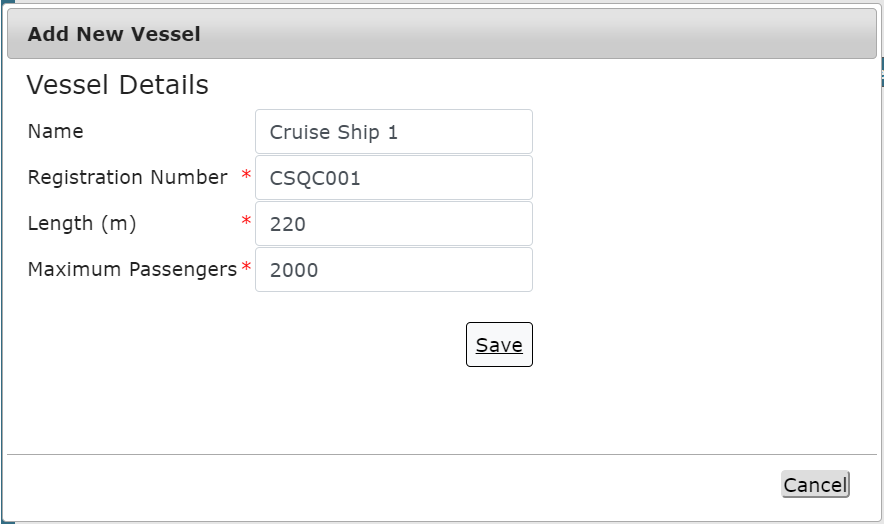 Add New Vessel
Vessel Details
Name Cruise Ship 1
Registration Number * CSQC001
Length (m) * 220
Maximum Passengers * 2000
Save
Cancel